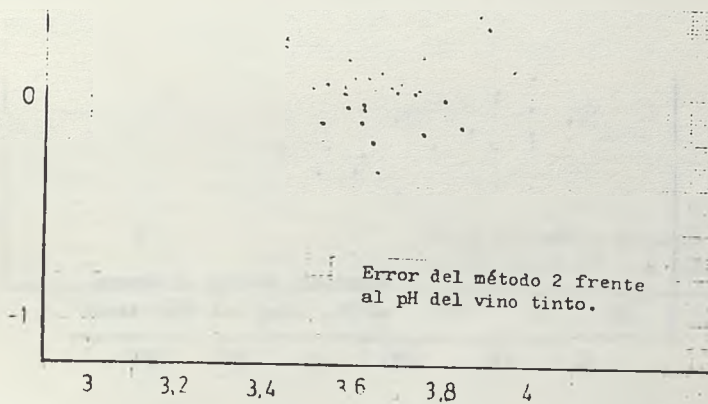 0
Error del método 2 frente
al pH del vino tinto.
-1
3 3,2 3,4 3,6 3,8 4